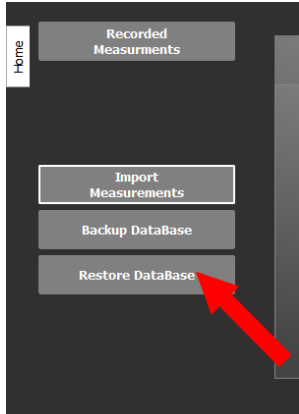 Home
Recorded
Measurments
Import
Measurements
Backup DataBase
Restore DataBase